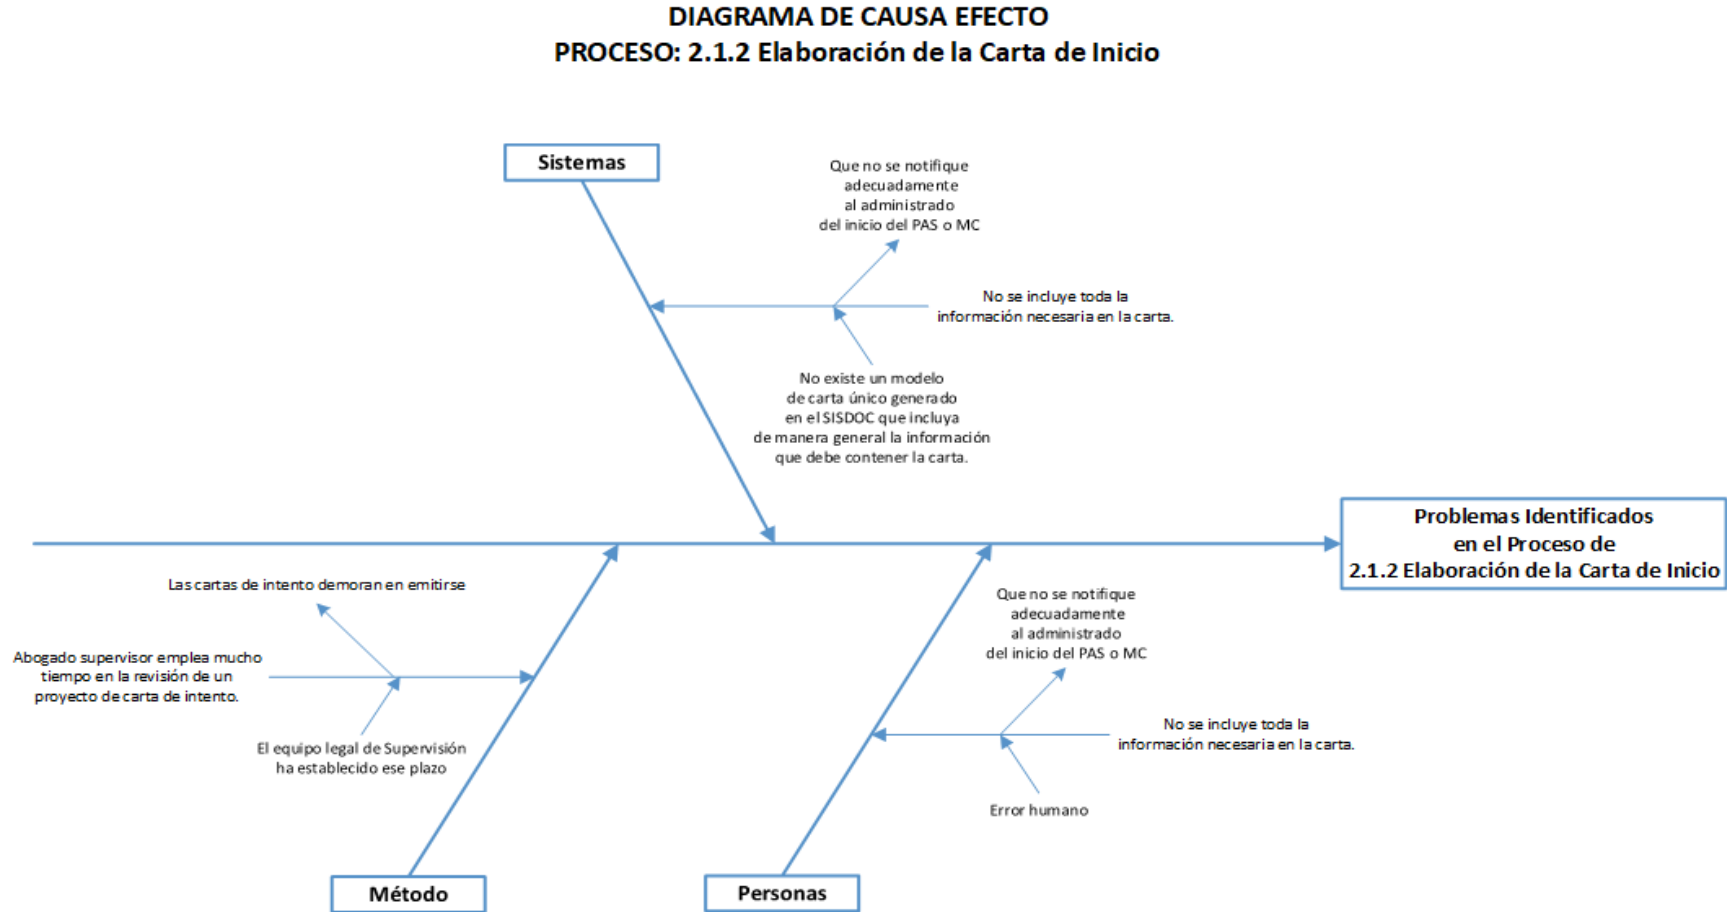 DIAGRAMA DE CAUSA EFECTO
PROCESO: 2.1.2 Elaboración de la Carta de Inicio
Sistemas
Que no se notifique
adecuadamente
al administrado
del inicio del PAS o MC
No se incluye toda la
información necesaria en la carta.
No existe un modelo
de carta único generado
en el SISDOC que incluya
de manera general la información
que debe contener la carta.
Problemas Identificados
en el Proceso de
2.1.2 Elaboración de la Carta de Inicio
Las cartas de intento demoran en emitirse
Abogado supervisor emplea mucho
tiempo en la revisión de un
proyecto de carta de intento.
El equipo legal de Supervisión
ha establecido ese plazo
Que no se notifique
adecuadamente
al administrado
del inicio del PAS o MC
No se incluye toda la
información necesaria en la carta.
Error humano
Método
Personas